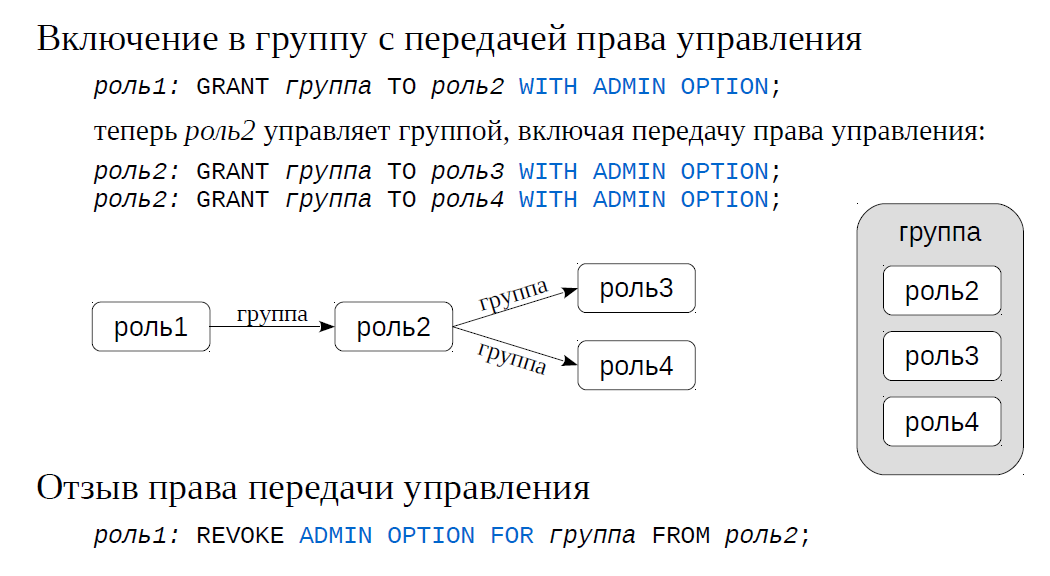 Включение в группу с передачей права управления
роль1: GRANT группа TO роль2 WITH ADMIN OPTION;
теперь роль2 управляет группой, включая передачу права управления:
роль2: GRANT группа TO роль3 WITH ADMIN OPTION;
роль2: GRANT группа TO роль4 WITH ADMIN OPTION;
роль1
группа
роль2
группа
роль3
группа
роль4
группа
роль2
роль3
роль4
Отзыв права передачи управления
роль1: REVOKE ADMIN OPTION FOR группа FROM роль2;